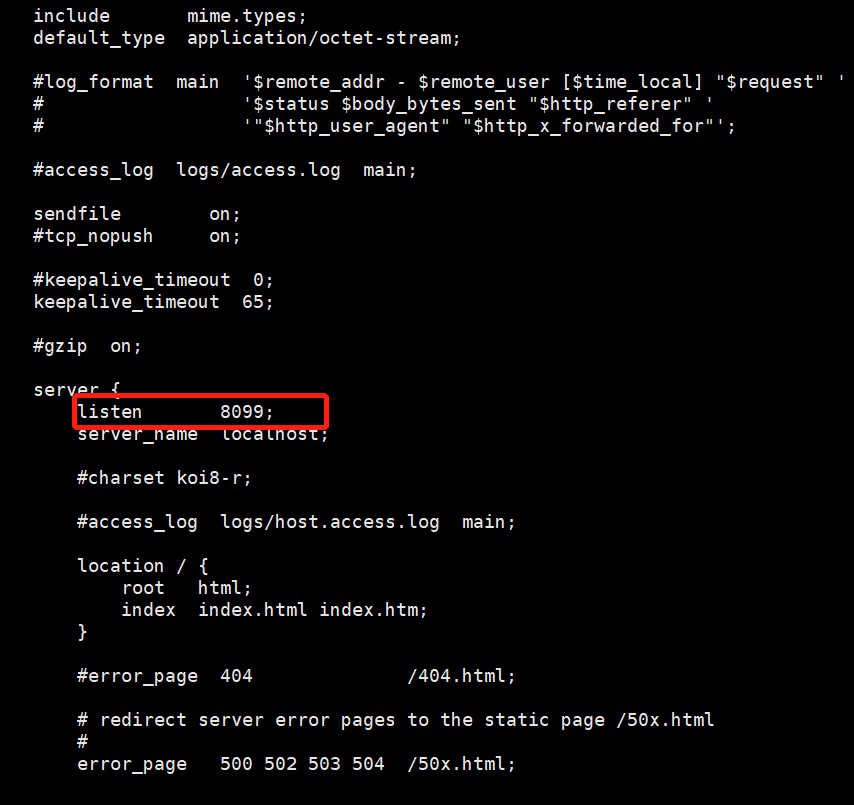 include       mime.types;
default_type  application/octet-stream;
#log_format  main  '$remote_addr - $remote_user [$time_local] "$request" '
#                  '$status $body_bytes_sent "$http_referer" '
#                  '"$http_user_agent" "$http_x_forwarded_for"';
#access_log  logs/access.log  main;
sendfile        on;
#tcp_nopush     on;
#keepalive_timeout  0;
keepalive_timeout  65;
#gzip  on;
server {
    listen       8099;
    server_name  localhost;
    #charset koi8-r;
    #access_log  logs/host.access.log  main;
    location / {
        root   html;
        index  index.html index.htm;
    }
    #error_page  404              /404.html;
    # redirect server error pages to the static page /50x.html
    #
    error_page   500 502 503 504  /50x.html;